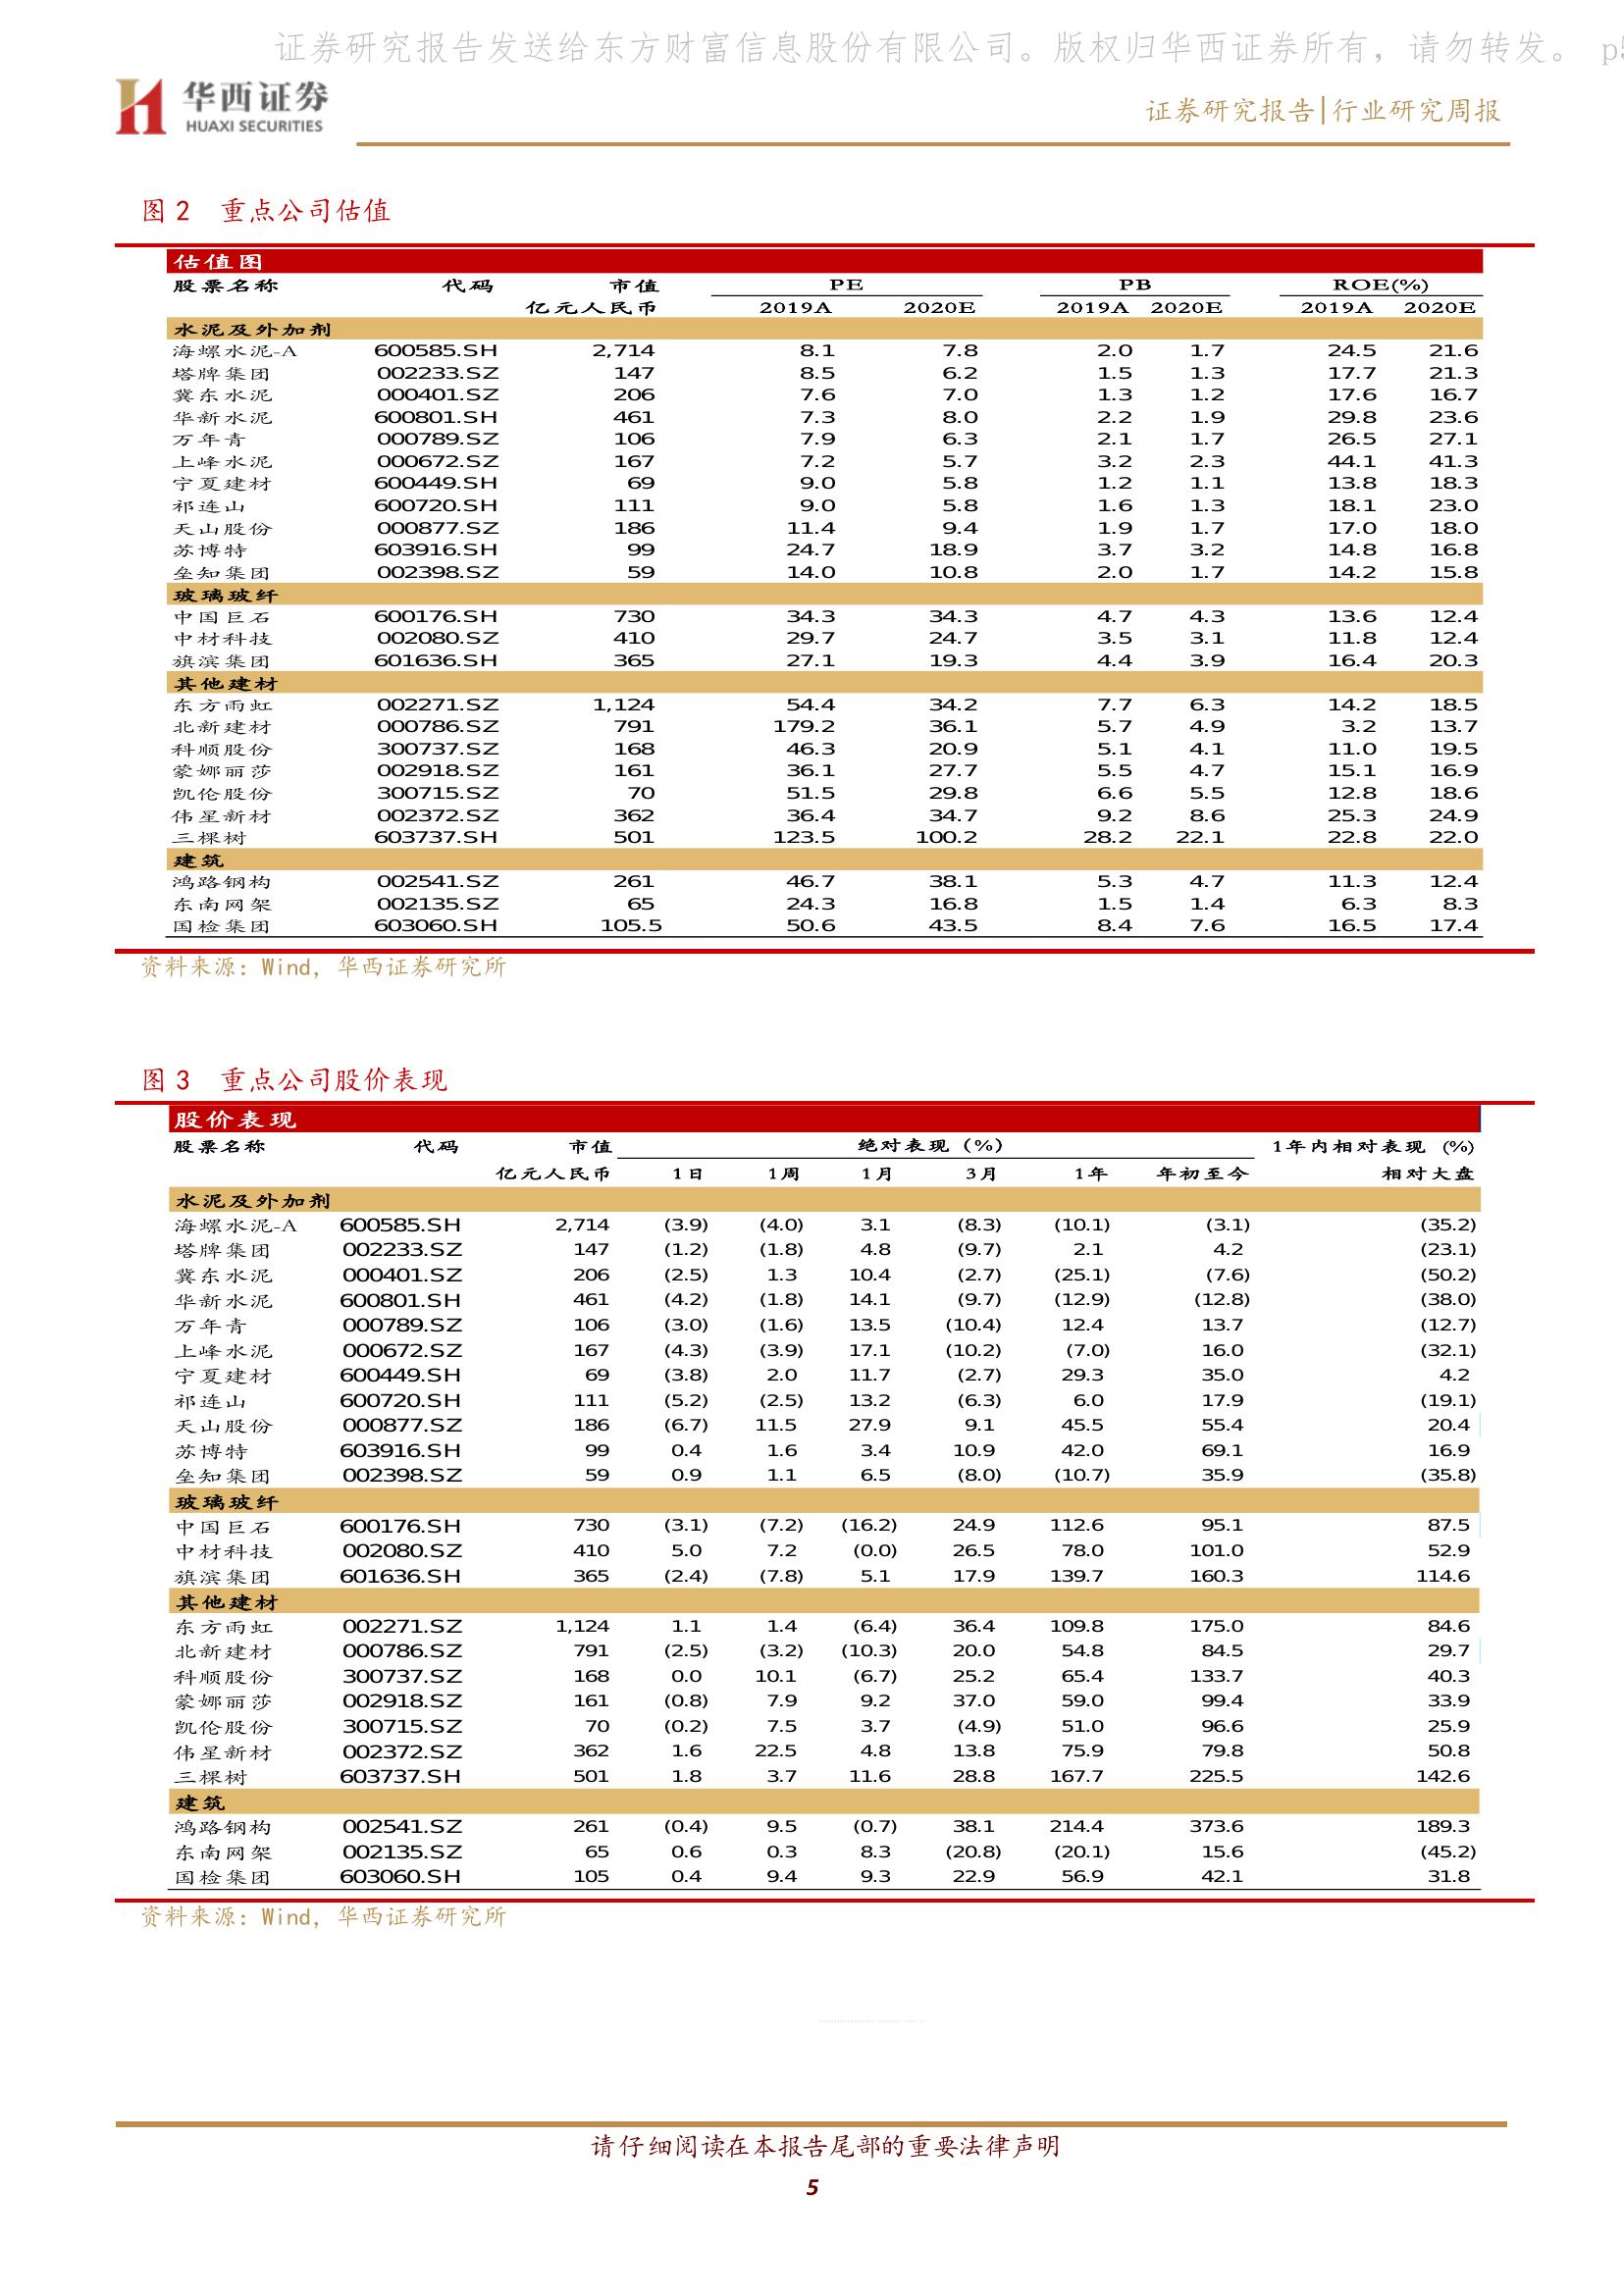 证券研究报告发送给东方财富信息股份有限公司。版权归华西证券所有，请勿转发。 p
华西证券
HUAXI SECURITIES
证券研究报告|行业研究周报
图 2 重点公司估值
估值图
股票名称 代码 市值 PE PB ROE(%)
亿元人民币 2019A 2020E 2019A 2020E 2019A 2020E
水泥及外加剂
海螺水泥-A 600585.SH 2,714 8.1 7.8 2.0 1.7 24.5 21.6
塔牌集团 002233.SZ 147 8.5 6.2 1.5 1.3 17.7 21.3
冀东水泥 000401.SZ 206 7.6 7.0 1.3 1.2 17.6 16.7
华新水泥 600801.SH 461 7.3 8.0 2.2 1.9 29.8 23.6
万年青 000789.SZ 106 7.9 6.3 2.1 1.7 26.5 27.1
上峰水泥 000672.SZ 167 7.2 5.7 3.2 2.3 44.1 41.3
宁夏建材 600449.SH 69 9.0 5.8 1.2 1.1 13.8 18.3
祁连山 600720.SH 111 9.0 5.8 1.6 1.3 18.1 23.0
天山股份 000877.SZ 186 11.4 9.4 1.9 1.7 17.0 18.0
苏博特 603916.SH 99 24.7 18.9 3.7 3.2 14.8 16.8
垒知集团 002398.SZ 59 14.0 10.8 2.0 1.7 14.2 15.8
玻璃玻纤
中国巨石 600176.SH 730 34.3 34.3 4.7 4.3 13.6 12.4
中材科技 002080.SZ 410 29.7 24.7 3.5 3.1 11.8 12.4
旗滨集团 601636.SH 365 27.1 19.3 4.4 3.9 16.4 20.3
其他建材
东方雨虹 002271.SZ 1,124 54.4 34.2 7.7 6.3 14.2 18.5
北新建材 000786.SZ 791 179.2 36.1 5.7 4.9 3.2 13.7
科顺股份 300737.SZ 168 46.3 20.9 5.1 4.1 11.0 19.5
蒙娜丽莎 002918.SZ 161 36.1 27.7 5.5 4.7 15.1 16.9
凯伦股份 300715.SZ 70 51.5 29.8 6.6 5.5 12.8 18.6
伟星新材 002372.SZ 362 36.4 34.7 9.2 8.6 25.3 24.9
三棵树 603737.SH 501 123.5 100.2 28.2 22.1 22.8 22.0
建筑
鸿路钢构 002541.SZ 261 46.7 38.1 5.3 4.7 11.3 12.4
东南网架 002135.SZ 65 24.3 16.8 1.5 1.4 6.3 8.3
国检集团 603060.SH 105.5 50.6 43.5 8.4 7.6 16.5 17.4
资料来源：Wind，华西证券研究所
图 3 重点公司股价表现
股价表现
股票名称 代码 市值 绝对表现 (%) 1年内相对表现 (%)
亿元人民币 1日 1周 1月 3月 1年 年初至今 相对大盘
水泥及外加剂
海螺水泥-A 600585.SH 2,714 (3.9) (4.0) 3.1 (8.3) (10.1) (3.1) (35.2)
塔牌集团 002233.SZ 147 (1.2) (1.8) 4.8 (9.7) 2.1 4.2 (23.1)
冀东水泥 000401.SZ 206 (2.5) 1.3 10.4 (2.7) (25.1) (7.6) (50.2)
华新水泥 600801.SH 461 (4.2) (1.8) 14.1 (9.7) (12.9) (12.8) (38.0)
万年青 000789.SZ 106 (3.0) (1.6) 13.5 (10.4) 12.4 13.7 (12.7)
上峰水泥 000672.SZ 167 (4.3) (3.9) 17.1 (10.2) (7.0) 16.0 (32.1)
宁夏建材 600449.SH 69 (3.8) 2.0 11.7 (2.7) 29.3 35.0 4.2
祁连山 600720.SH 111 (5.2) (2.5) 13.2 (6.3) 6.0 17.9 (19.1)
天山股份 000877.SZ 186 (6.7) 11.5 27.9 9.1 45.5 55.4 20.4
苏博特 603916.SH 99 0.4 1.6 3.4 10.9 42.0 69.1 16.9
垒知集团 002398.SZ 59 0.9 1.1 6.5 (8.0) (10.7) 35.9 (35.8)
玻璃玻纤
中国巨石 600176.SH 730 (3.1) (7.2) (16.2) 24.9 112.6 95.1 87.5
中材科技 002080.SZ 410 5.0 7.2 (0.0) 26.5 78.0 101.0 52.9
旗滨集团 601636.SH 365 (2.4) (7.8) 5.1 17.9 139.7 160.3 114.6
其他建材
东方雨虹 002271.SZ 1,124 1.1 1.4 (6.4) 36.4 109.8 175.0 84.6
北新建材 000786.SZ 791 (2.5) (3.2) (10.3) 20.0 54.8 84.5 29.7
科顺股份 300737.SZ 168 0.0 10.1 (6.7) 25.2 65.4 133.7 40.3
蒙娜丽莎 002918.SZ 161 (0.8) 7.9 9.2 37.0 59.0 99.4 33.9
凯伦股份 300715.SZ 70 (0.2) 7.5 3.7 (4.9) 51.0 96.6 25.9
伟星新材 002372.SZ 362 1.6 22.5 4.8 13.8 75.9 79.8 50.8
三棵树 603737.SH 501 1.8 3.7 11.6 28.8 167.7 225.5 142.6
建筑
鸿路钢构 002541.SZ 261 (0.4) 9.5 (0.7) 38.1 214.4 373.6 189.3
东南网架 002135.SZ 65 0.6 0.3 8.3 (20.8) (20.1) 15.6 (45.2)
国检集团 603060.SH 105 0.4 9.4 9.3 22.9 56.9 42.1 31.8
资料来源：Wind，华西证券研究所
请仔细阅读在本报告尾部的重要法律声明
5